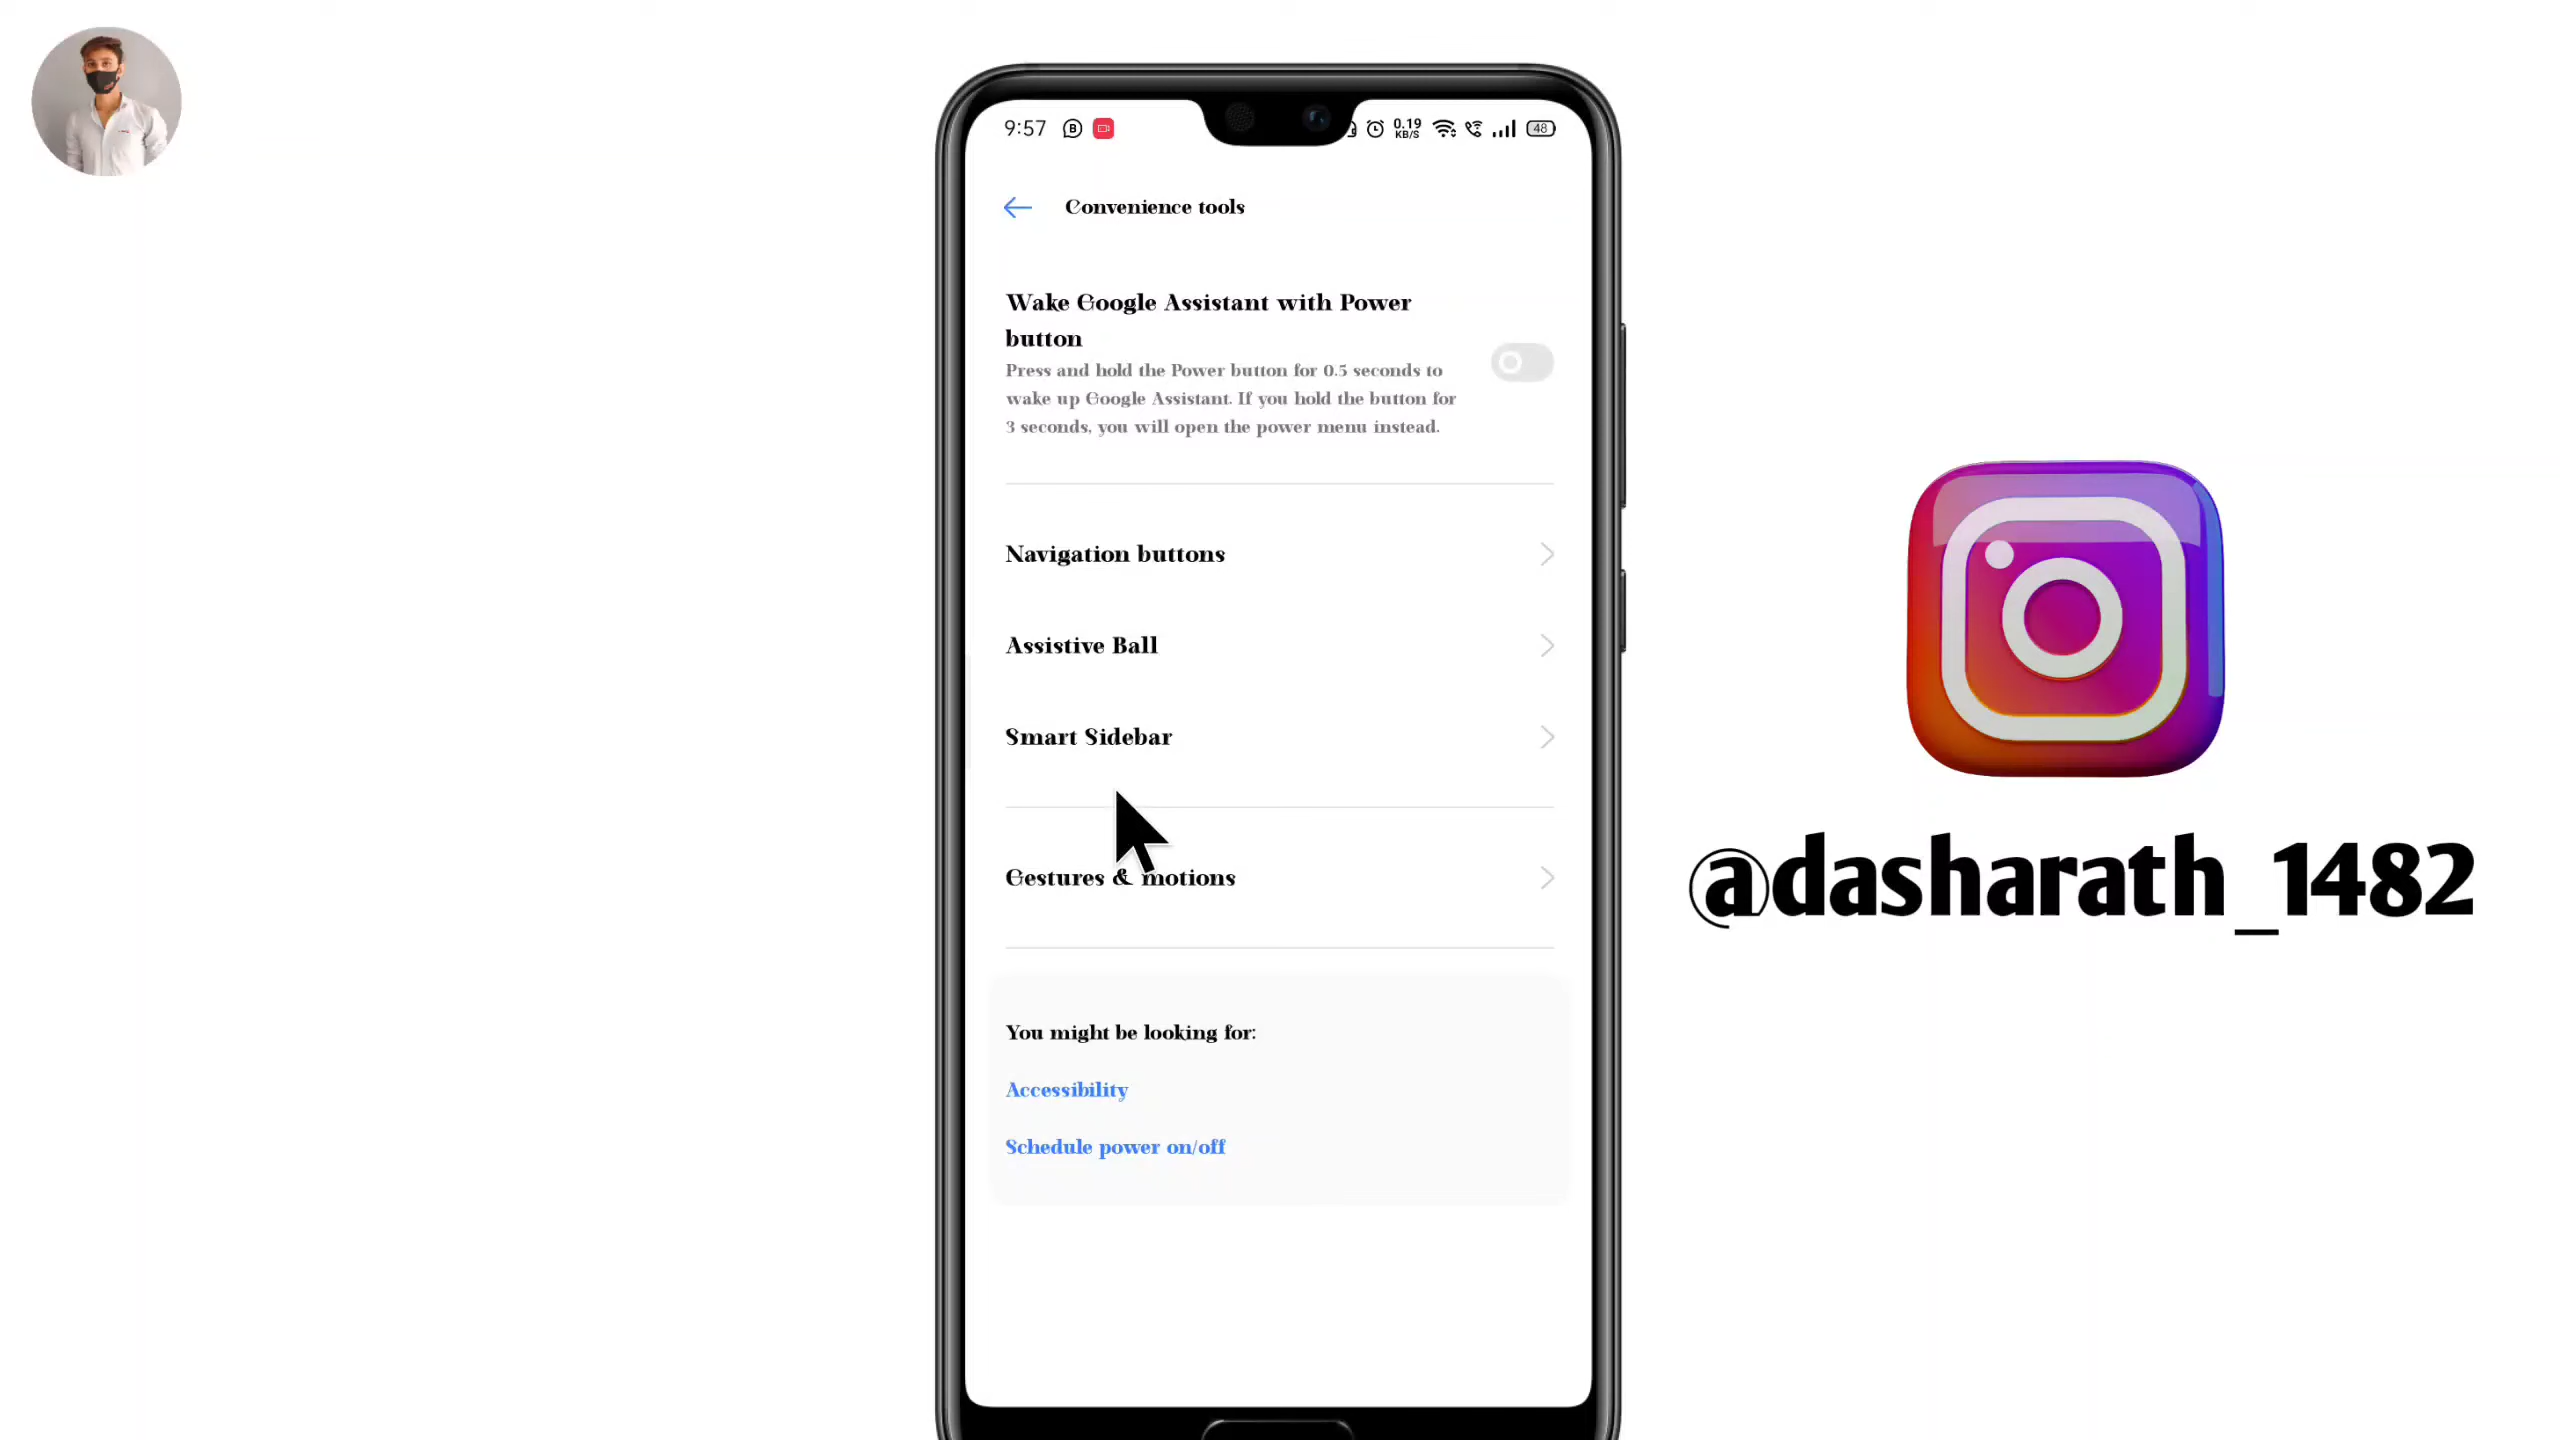 9:57
0.19
KB/S
48
Convenience tools
Wake Google Assistant with Power
button
Press and hold the Power button for 0.5 seconds to
wake up Google Assistant. If you hold the button for
3 seconds, you will open the power menu instead.
Navigation buttons
Assistive Ball
Smart Sidebar
Gestures & motions
You might be looking for:
Accessibility
Schedule power on/off
@dasharath_1482